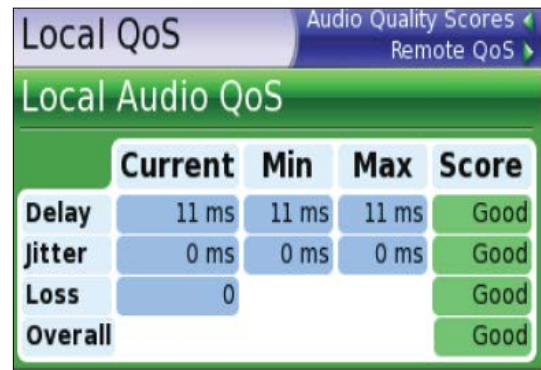 Local QoS
Audio Quality Scores
Remote QoS
Local Audio QoS
Current Min Max Score
Delay 11 ms 11 ms 11 ms Good
Jitter 0 ms 0 ms 0 ms Good
Loss 0 Good
Overall Good